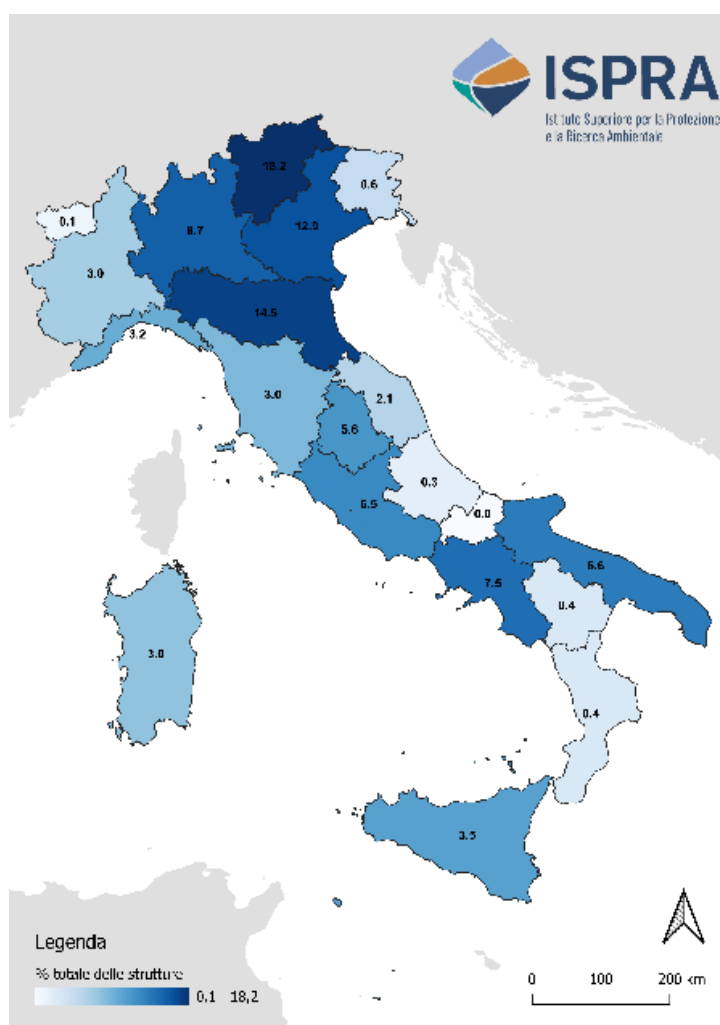 ISPRA
Istituto Superiore per la Protezione
e la Ricerca Ambientale
18.2
0.6
0.1
12.0
8.7
3.0
14.5
3.2
3.0
2.1
5.6
0.3
6.5
0.0
6.6
7.5
0.4
3.0
0.4
3.5
Legenda
% totale delle strutture
0.1 - 18,2
0 100 200 km